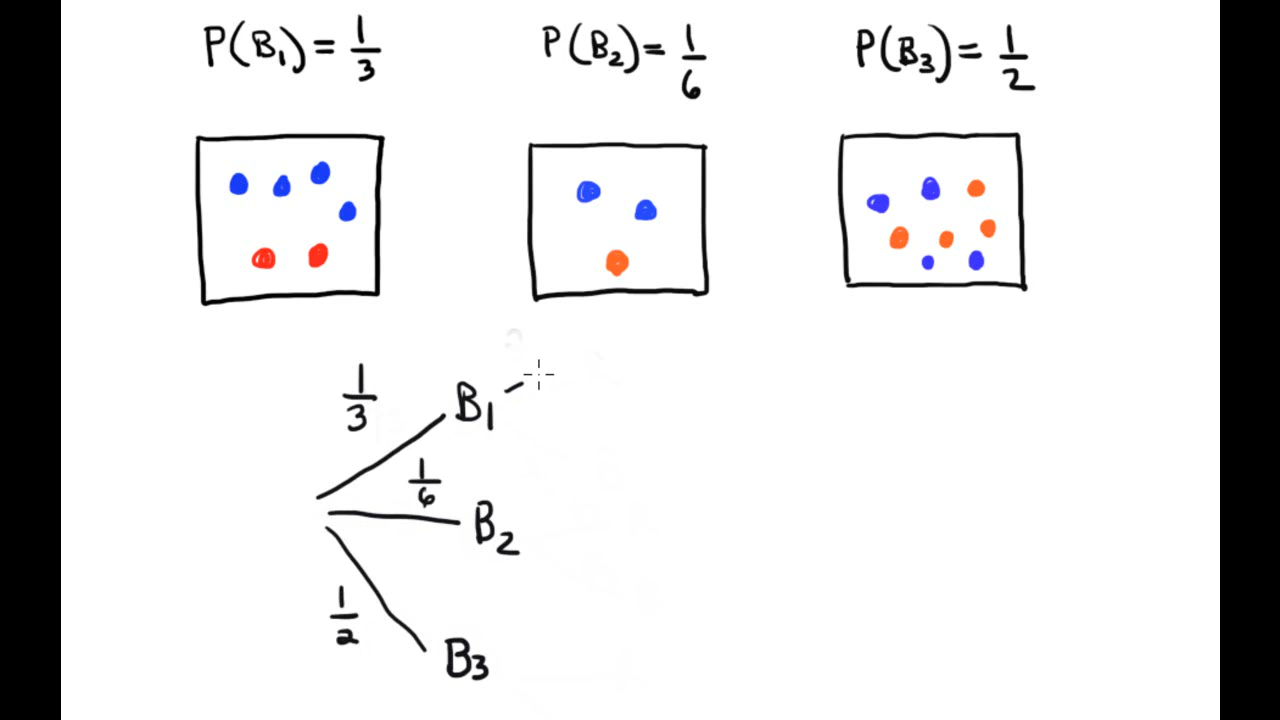 P(B₁) = 1/3
P(B₂) = 1/6
P(B₃) = 1/2
1/3
B₁
1/6
B₂
1/2
B₃